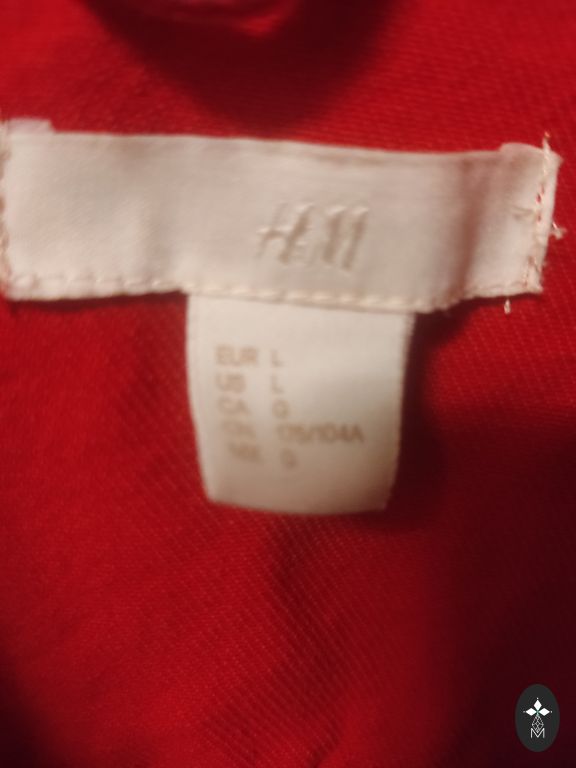 H&M
EUR L
US L
CA G
CN 175/104A
MX G